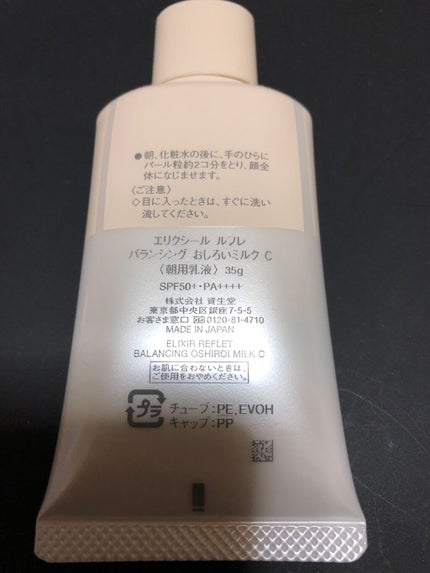 ●朝、化粧水の後に、手のひらに
パール粒約2コ分をとり、顔全
体になじませます。
〈ご注意〉
◇目に入ったときは、すぐに洗い
流してください。
エリクシール ルフレ
バランシング おしろいミルク C
〈朝用乳液〉 35g
SPF50+・PA++++
株式会社 資生堂
東京都中央区銀座7-5-5
お客さま窓口 0120-81-4710
MADE IN JAPAN
ELIXIR REFLET
BALANCING OSHIROI MILK C
お肌に合わないときは、
ご使用をおやめください。
プラ チューブ:PE,EVOH
キャップ:PP